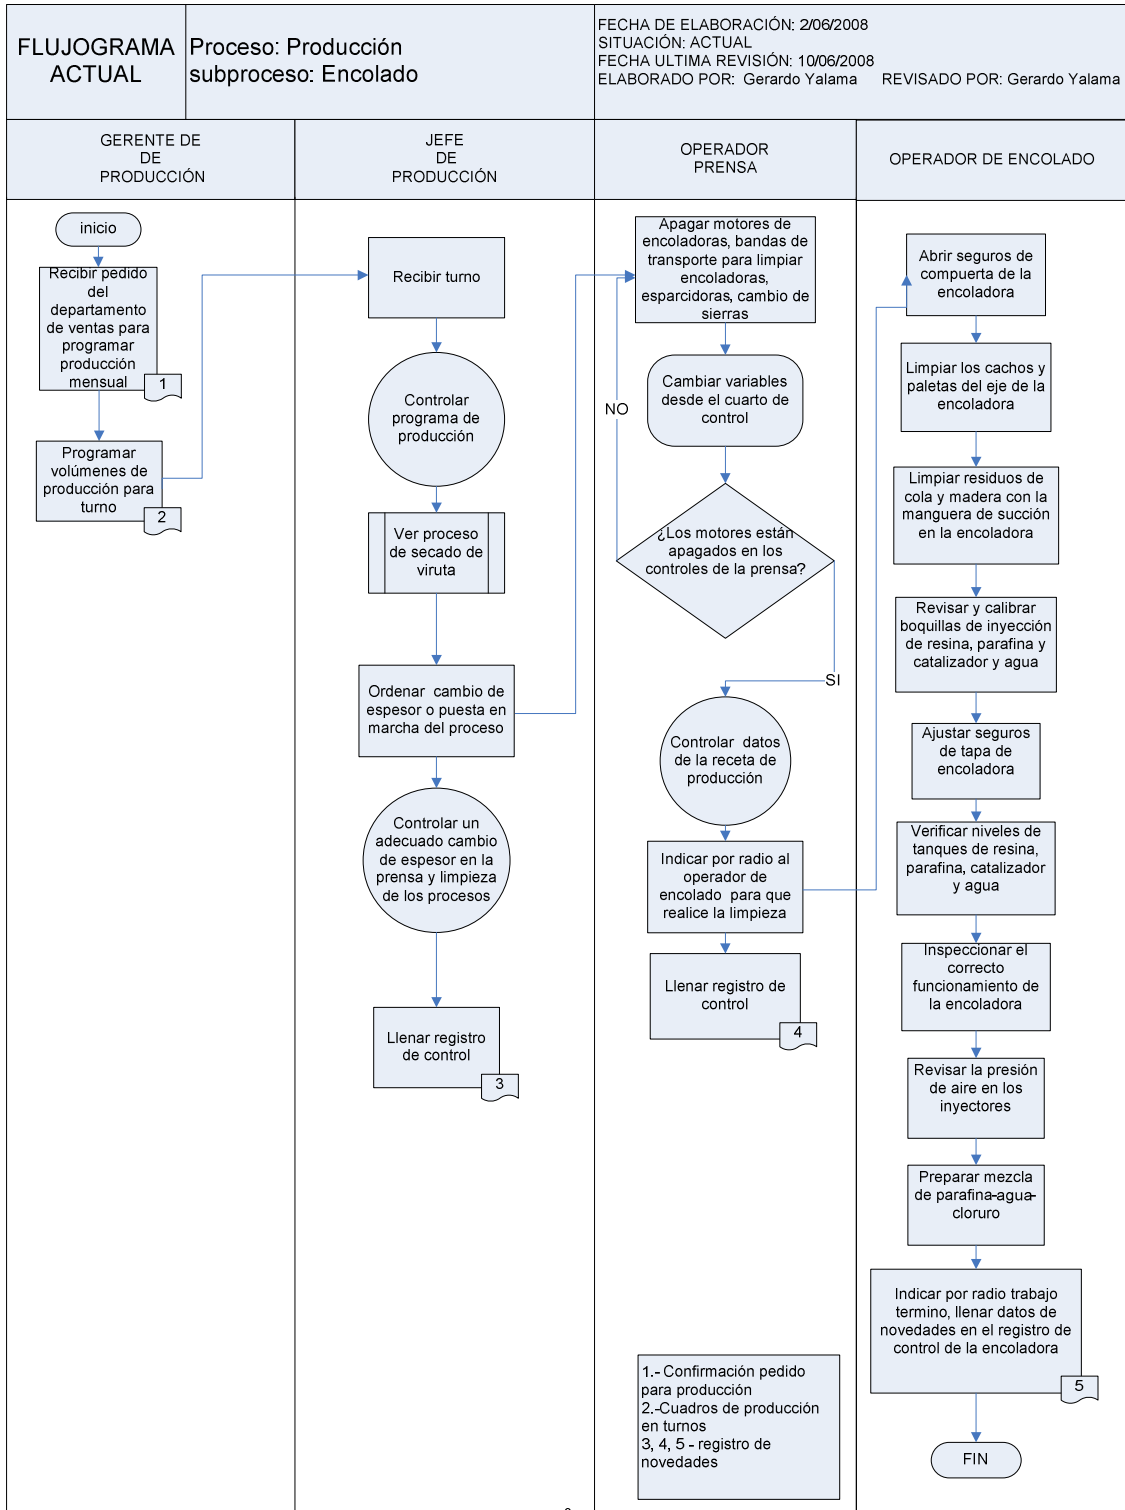 FLUJOGRAMA
ACTUAL
Proceso: Producción
subproceso: Encolado
FECHA DE ELABORACIÓN: 2/06/2008
SITUACIÓN: ACTUAL
FECHA ULTIMA REVISIÓN: 10/06/2008
ELABORADO POR: Gerardo Yalama REVISADO POR: Gerardo Yalama
GERENTE DE
DE
PRODUCCIÓN
JEFE
DE
PRODUCCIÓN
OPERADOR
PRENSA
OPERADOR DE ENCOLADO
inicio
Recibir pedido
del
departamento
de ventas para
programar
producción
mensual
1
Programar
volúmenes de
producción para
turno
2
Recibir turno
Controlar
programa de
producción
Ver proceso
de secado de
viruta
Ordenar cambio de
espesor o puesta en
marcha del proceso
Controlar un
adecuado cambio
de espesor en la
prensa y limpieza
de los procesos
Llenar registro
de control
3
Apagar motores de
encoladoras, bandas de
transporte para limpiar
encoladoras,
esparcidoras, cambio de
sierras
Cambiar variables
desde el cuarto de
control
NO
¿Los motores están
apagados en los
controles de la prensa?
SI
Controlar datos
de la receta de
producción
Indicar por radio al
operador de
encolado para que
realice la limpieza
Llenar registro de
control
4
1.- Confirmación pedido
para producción
2.-Cuadros de producción
en turnos
3, 4, 5 - registro de
novedades
Abrir seguros de
compuerta de la
encoladora
Limpiar los cachos y
paletas del eje de la
encoladora
Limpiar residuos de
cola y madera con la
manguera de succión
en la encoladora
Revisar y calibrar
boquillas de inyección
de resina, parafina y
catalizador y agua
Ajustar seguros
de tapa de
encoladora
Verificar niveles de
tanques de resina,
parafina, catalizador
y agua
Inspeccionar el
correcto
funcionamiento de
la encoladora
Revisar la presión
de aire en los
inyectores
Preparar mezcla
de parafina-agua-
cloruro
Indicar por radio trabajo
termino, llenar datos de
novedades en el registro de
control de la encoladora
5
FIN